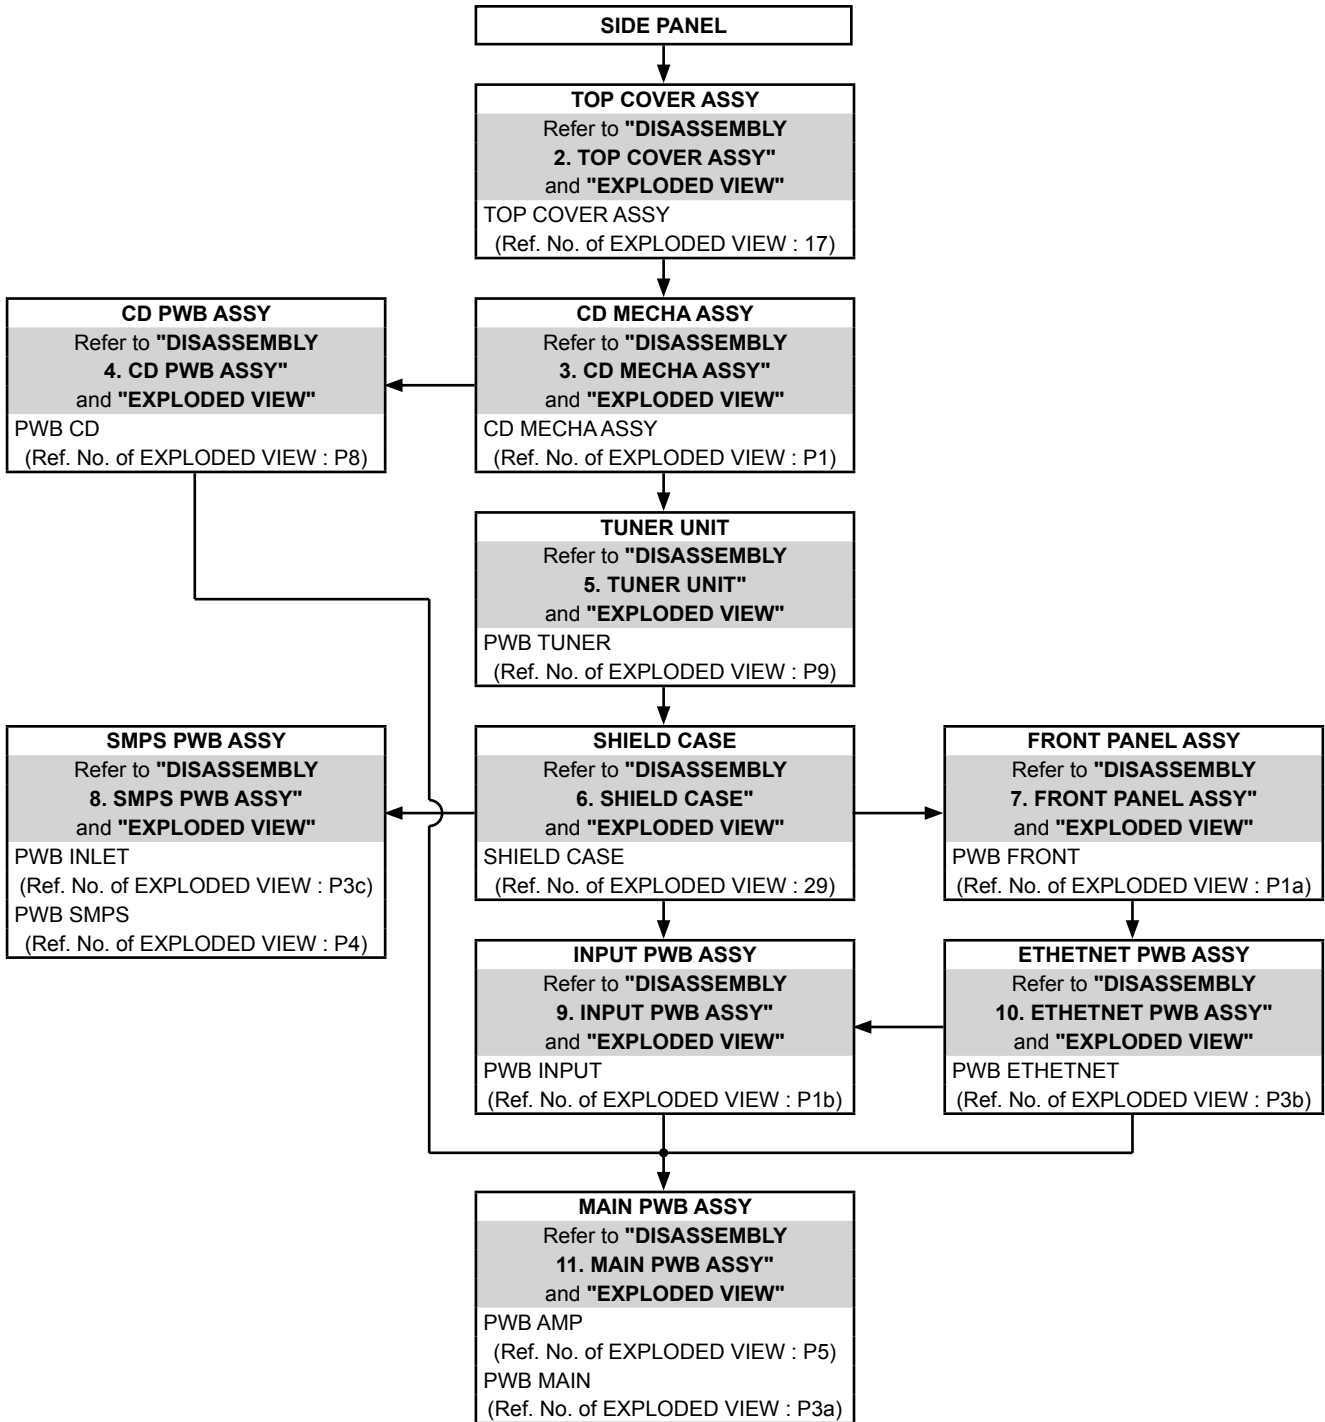 SIDE PANEL
TOP COVER ASSY
Refer to "DISASSEMBLY
2. TOP COVER ASSY"
and "EXPLODED VIEW"
TOP COVER ASSY
(Ref. No. of EXPLODED VIEW : 17)
CD PWB ASSY
Refer to "DISASSEMBLY
4. CD PWB ASSY"
and "EXPLODED VIEW"
PWB CD
(Ref. No. of EXPLODED VIEW : P8)
CD MECHA ASSY
Refer to "DISASSEMBLY
3. CD MECHA ASSY"
and "EXPLODED VIEW"
CD MECHA ASSY
(Ref. No. of EXPLODED VIEW : P1)
TUNER UNIT
Refer to "DISASSEMBLY
5. TUNER UNIT"
and "EXPLODED VIEW"
PWB TUNER
(Ref. No. of EXPLODED VIEW : P9)
SMPS PWB ASSY
Refer to "DISASSEMBLY
8. SMPS PWB ASSY"
and "EXPLODED VIEW"
PWB INLET
(Ref. No. of EXPLODED VIEW : P3c)
PWB SMPS
(Ref. No. of EXPLODED VIEW : P4)
SHIELD CASE
Refer to "DISASSEMBLY
6. SHIELD CASE"
and "EXPLODED VIEW"
SHIELD CASE
(Ref. No. of EXPLODED VIEW : 29)
FRONT PANEL ASSY
Refer to "DISASSEMBLY
7. FRONT PANEL ASSY"
and "EXPLODED VIEW"
PWB FRONT
(Ref. No. of EXPLODED VIEW : P1a)
INPUT PWB ASSY
Refer to "DISASSEMBLY
9. INPUT PWB ASSY"
and "EXPLODED VIEW"
PWB INPUT
(Ref. No. of EXPLODED VIEW : P1b)
ETHETNET PWB ASSY
Refer to "DISASSEMBLY
10. ETHETNET PWB ASSY"
and "EXPLODED VIEW"
PWB ETHETNET
(Ref. No. of EXPLODED VIEW : P3b)
MAIN PWB ASSY
Refer to "DISASSEMBLY
11. MAIN PWB ASSY"
and "EXPLODED VIEW"
PWB AMP
(Ref. No. of EXPLODED VIEW : P5)
PWB MAIN
(Ref. No. of EXPLODED VIEW : P3a)